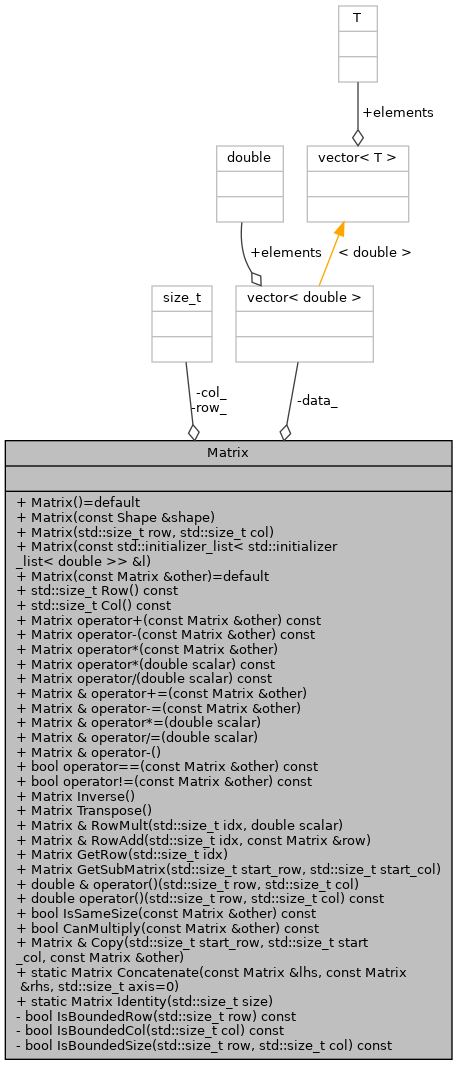 T
+elements
double
vector< T >
+elements
< double >
size_t
vector< double >
-col_
-row_
-data_
Matrix
+ Matrix()=default
+ Matrix(const Shape &shape)
+ Matrix(std::size_t row, std::size_t col)
+ Matrix(const std::initializer_list< std::initializer
_list< double >> &l)
+ Matrix(const Matrix &other)=default
+ std::size_t Row() const
+ std::size_t Col() const
+ Matrix operator+(const Matrix &other) const
+ Matrix operator-(const Matrix &other) const
+ Matrix operator*(const Matrix &other)
+ Matrix operator*(double scalar) const
+ Matrix operator/(double scalar) const
+ Matrix & operator+=(const Matrix &other)
+ Matrix & operator-=(const Matrix &other)
+ Matrix & operator*=(double scalar)
+ Matrix & operator/=(double scalar)
+ Matrix & operator-()
+ bool operator==(const Matrix &other) const
+ bool operator!=(const Matrix &other) const
+ Matrix Inverse()
+ Matrix Transpose()
+ Matrix & RowMult(std::size_t idx, double scalar)
+ Matrix & RowAdd(std::size_t idx, const Matrix &row)
+ Matrix GetRow(std::size_t idx)
+ Matrix GetSubMatrix(std::size_t start_row, std::size_t start_col)
+ double & operator()(std::size_t row, std::size_t col)
+ double operator()(std::size_t row, std::size_t col) const
+ bool IsSameSize(const Matrix &other) const
+ bool CanMultiply(const Matrix &other) const
+ Matrix & Copy(std::size_t start_row, std::size_t start
_col, const Matrix &other)
+ static Matrix Concatenate(const Matrix &lhs, const Matrix
&rhs, std::size_t axis=0)
+ static Matrix Identity(std::size_t size)
- bool IsBoundedRow(std::size_t row) const
- bool IsBoundedCol(std::size_t col) const
- bool IsBoundedSize(std::size_t row, std::size_t col) const